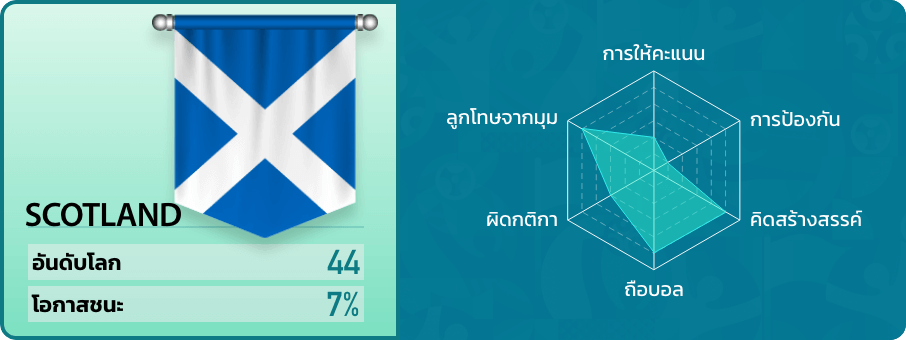 SCOTLAND
อันดับโลก 44
โอกาสชนะ 7%
การให้คะแนน
ลูกโทษจากมุม
การป้องกัน
ผิดกติกา
คิดสร้างสรรค์
ถือบอล